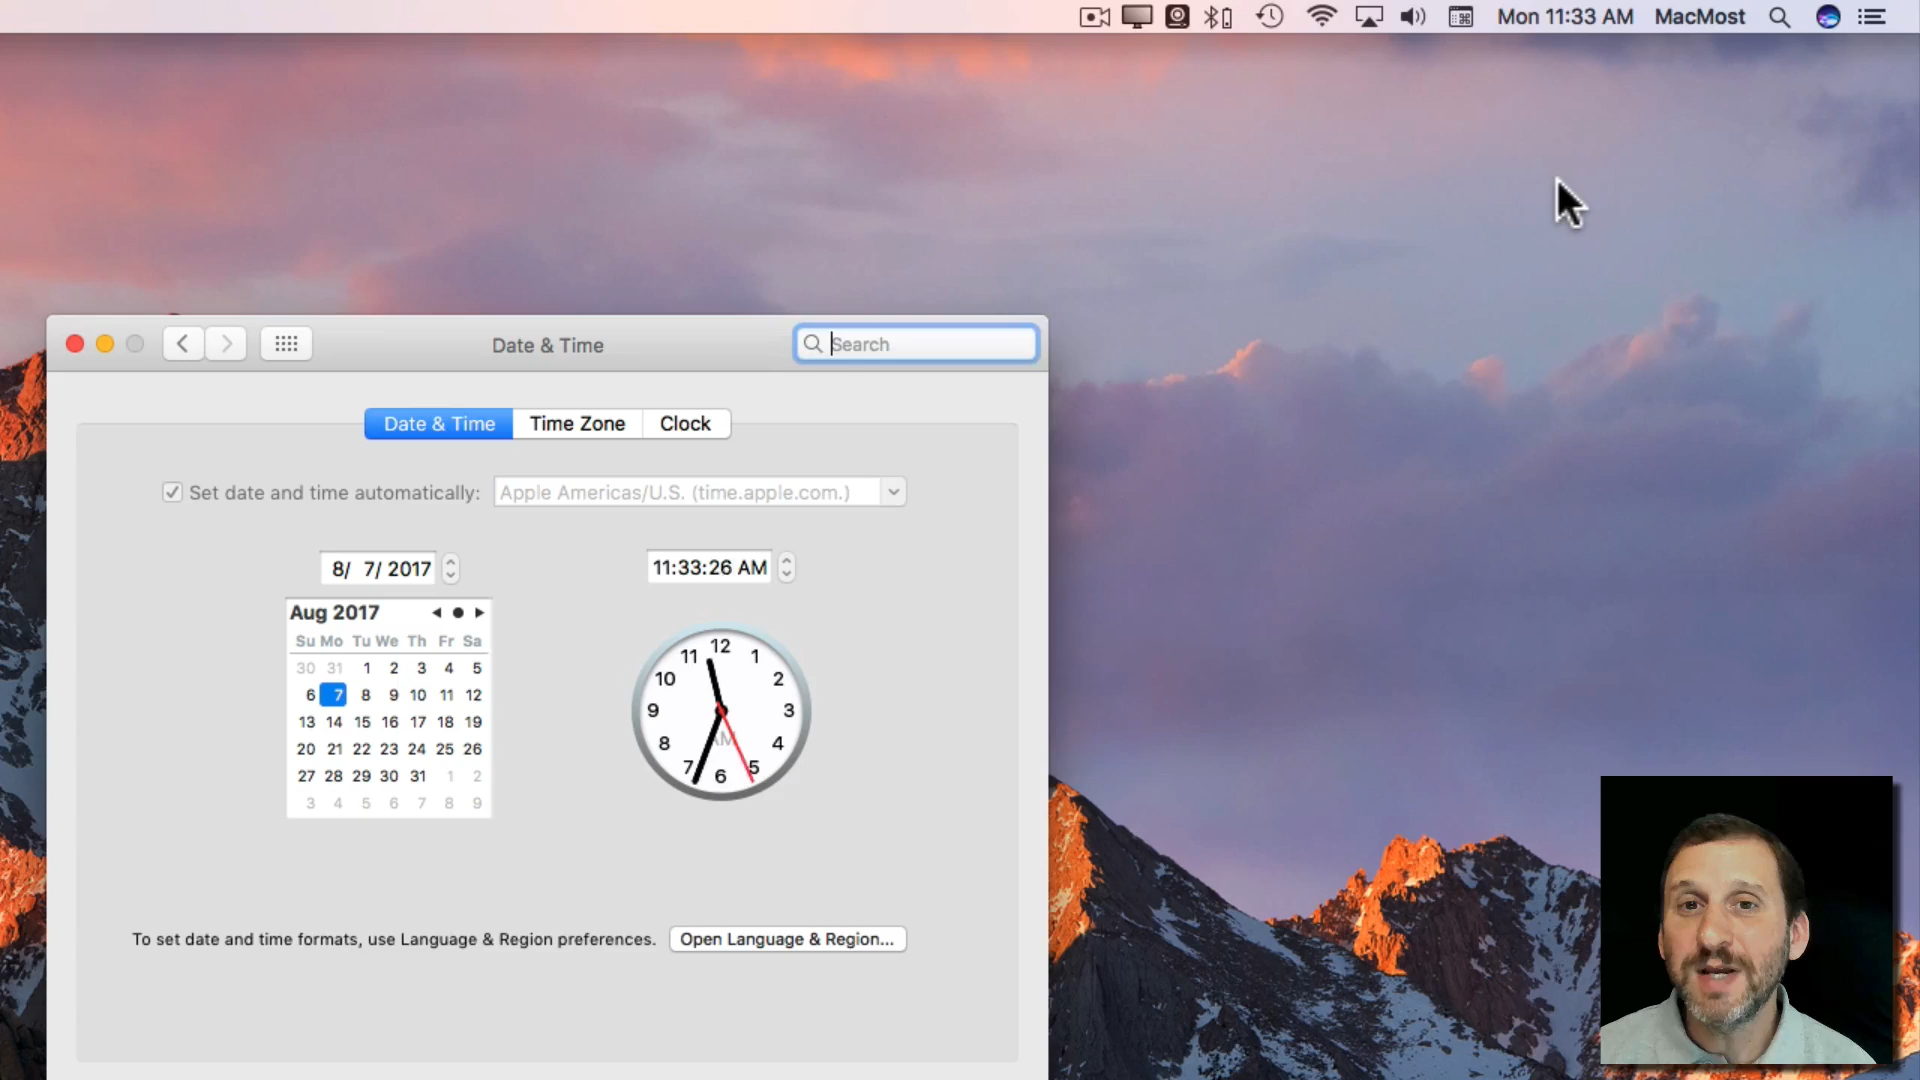 Mon 11:33 AM MacMost
Date & Time
Search
Date & Time Time Zone Clock
Set date and time automatically: Apple Americas/U.S. (time.apple.com.)
8/ 7/ 2017 11:33:26 AM
Aug 2017
Su Mo Tu We Th Fr Sa
30 31 1 2 3 4 5
6 7 8 9 10 11 12
13 14 15 16 17 18 19
20 21 22 23 24 25 26
27 28 29 30 31 1 2
3 4 5 6 7 8 9
12
11 1
10 2
9 3
AM
8 4
7 5
6
To set date and time formats, use Language & Region preferences. Open Language & Region...